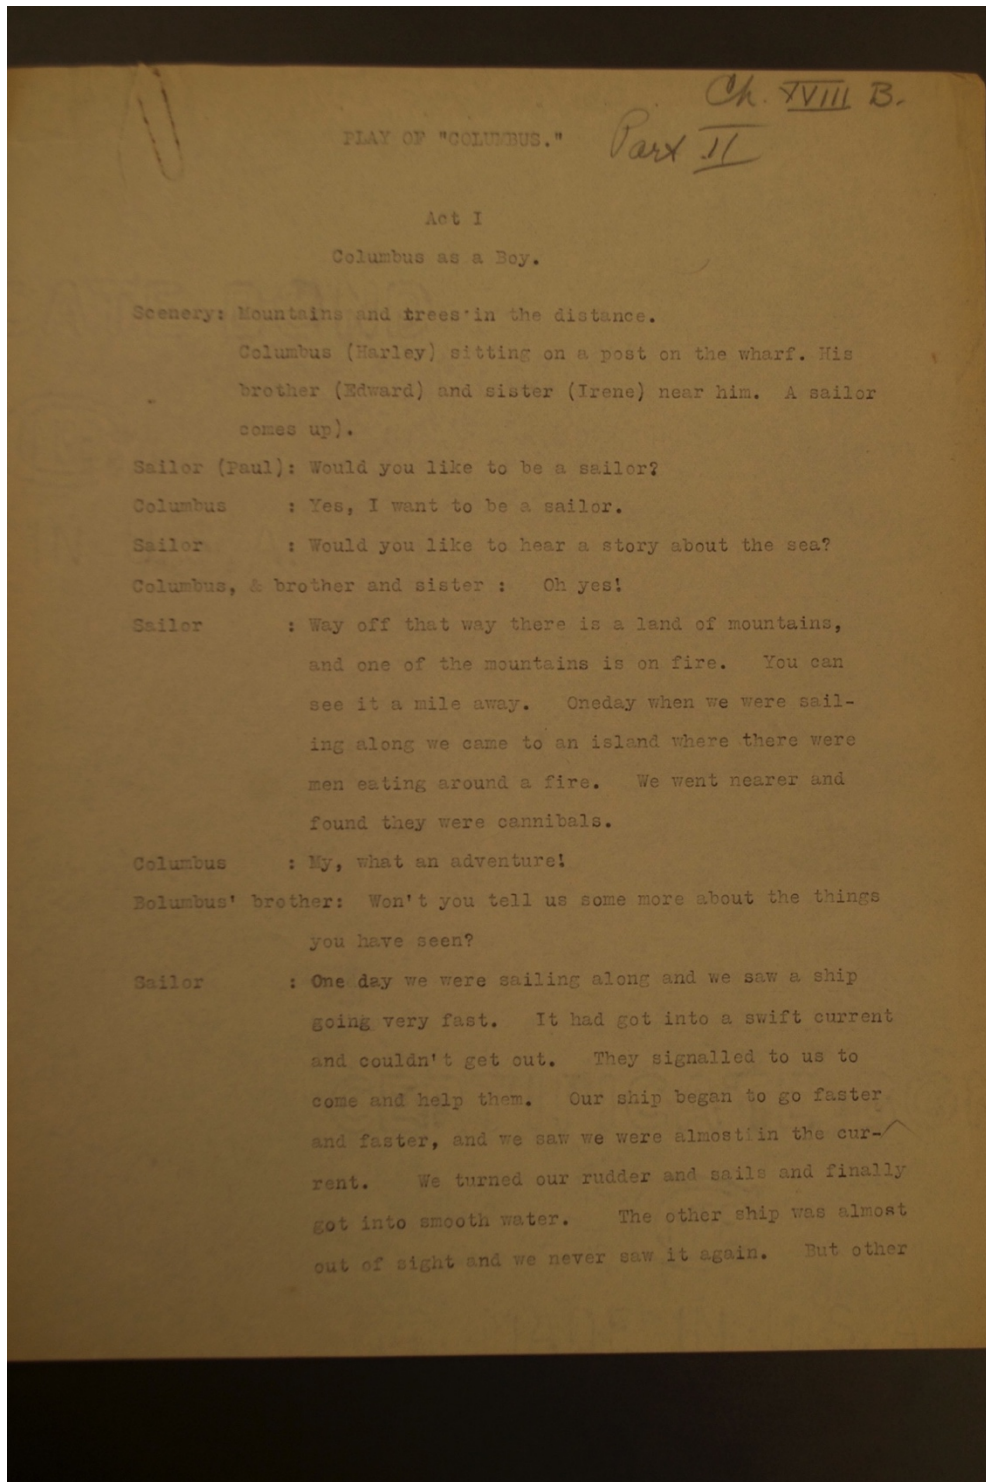 Ch. XVIII B.
PLAY OF "COLUMBUS."
Part II
Act I
Columbus as a Boy.
Scenery: Mountains and trees in the distance.
Columbus (Harley) sitting on a post on the wharf. His
brother (Edward) and sister (Irene) near him. A sailor
comes up).
Sailor (Paul): Would you like to be a sailor?
Columbus : Yes, I want to be a sailor.
Sailor : Would you like to hear a story about the sea?
Columbus, & brother and sister : Oh yes!
Sailor : Way off that way there is a land of mountains,
and one of the mountains is on fire. You can
see it a mile away. Oneday when we were sail-
ing along we came to an island where there were
men eating around a fire. We went nearer and
found they were cannibals.
Columbus : My, what an adventure!
Bolumbus' brother: Won't you tell us some more about the things
you have seen?
Sailor : One day we were sailing along and we saw a ship
going very fast. It had got into a swift current
and couldn't get out. They signalled to us to
come and help them. Our ship began to go faster
and faster, and we saw we were almost in the cur-
rent. We turned our rudder and sails and finally
got into smooth water. The other ship was almost
out of sight and we never saw it again. But other